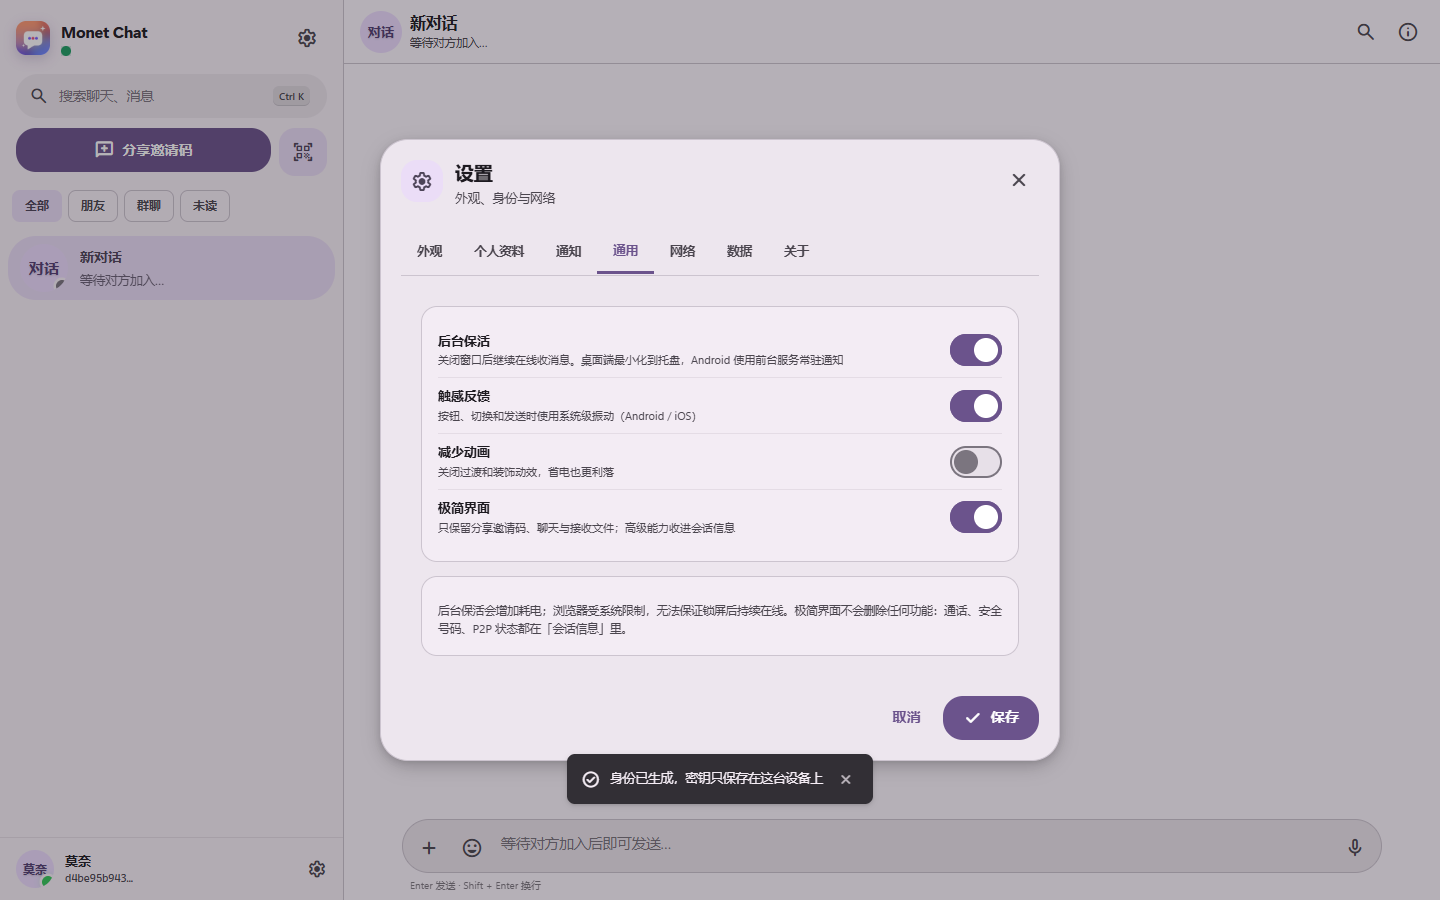 Monet Chat
搜索聊天、消息
Ctrl K
分享邀请码
全部
朋友
群聊
未读
对话
新对话
等待对方加入...
莫奈
莫奈
d4be95b943...
对话
新对话
等待对方加入...
设置
外观、身份与网络
外观
个人资料
通知
通用
网络
数据
关于
后台保活
关闭窗口后继续在线收消息。桌面端最小化到托盘，Android 使用前台服务常驻通知
触感反馈
按钮、切换和发送时使用系统级振动（Android / iOS）
减少动画
关闭过渡和装饰动效，省电也更利落
极简界面
只保留分享邀请码、聊天与接收文件；高级能力收进会话信息
后台保活会增加耗电；浏览器受系统限制，无法保证锁屏后持续在线。极简界面不会删除任何功能：通话、安全
号码、P2P 状态都在「会话信息」里。
取消
保存
身份已生成，密钥只保存在这台设备上
等待对方加入后即可发送...
Enter 发送 · Shift + Enter 换行